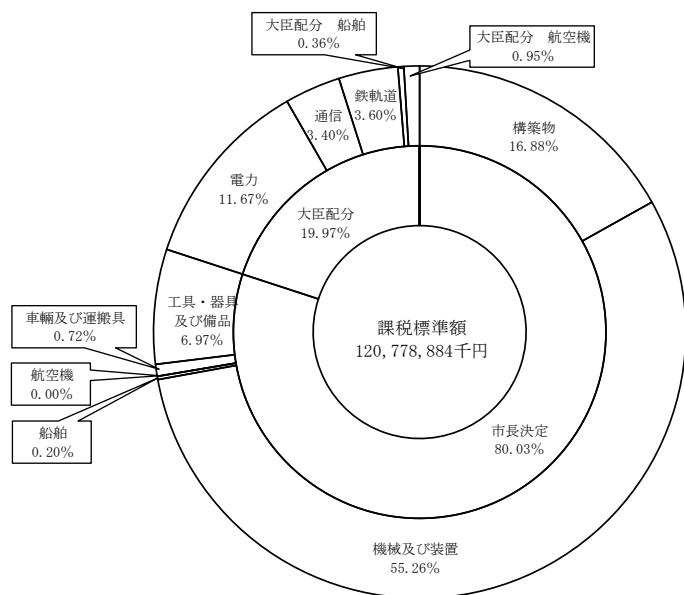 大臣配分　船舶
0.36%
大臣配分　航空機
0.95%
鉄軌道
3.60%
通信
3.40%
構築物
16.88%
電力
11.67%
大臣配分
19.97%
工具・器具
及び備品
6.97%
車輛及び運搬具
0.72%
航空機
0.00%
船舶
0.20%
課税標準額
120,778,884千円
市長決定
80.03%
機械及び装置
55.26%